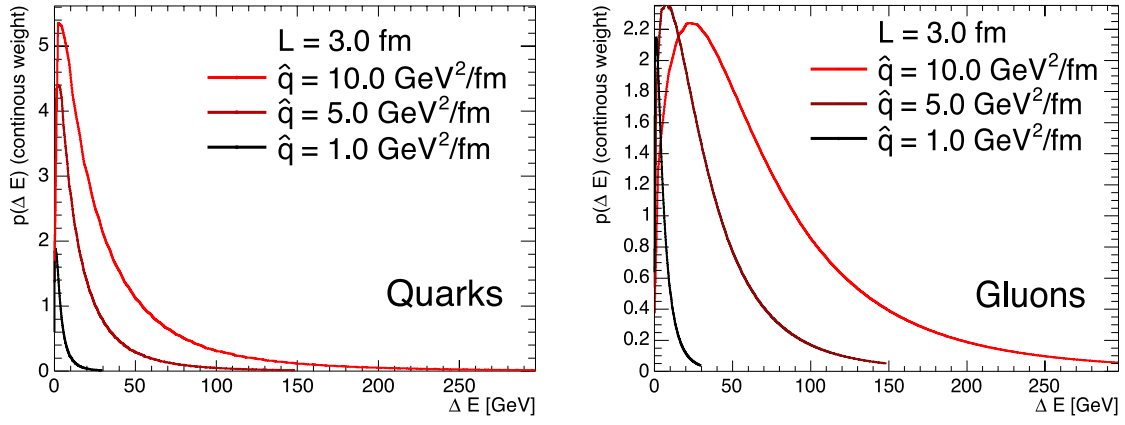 p(Δ E) (continous weight)
5
4
3
2
1
0
L = 3.0 fm
q̂ = 10.0 GeV²/fm
q̂ = 5.0 GeV²/fm
q̂ = 1.0 GeV²/fm
Quarks
0 50 100 150 200 250
Δ E [GeV]
p(Δ E) (continous weight)
2.2
2
1.8
1.6
1.4
1.2
1
0.8
0.6
0.4
0.2
0
L = 3.0 fm
q̂ = 10.0 GeV²/fm
q̂ = 5.0 GeV²/fm
q̂ = 1.0 GeV²/fm
Gluons
0 50 100 150 200 250
Δ E [GeV]